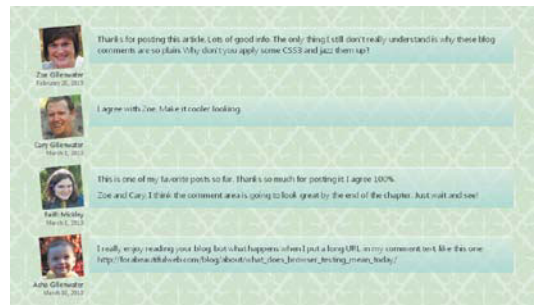 Thanks for posting this article. Lots of good info. The only thing I still don't really understand is why these blog
comments are so plain. Why don't you apply some CSS3 and jazz them up?
Zoe Gillenwater
February 28, 2013
I agree with Zoe. Make it cooler looking.
Cary Gillenwater
March 1, 2013
This is one of my favorite posts so far. Thanks so much for posting it. I agree 100%.
Zoe and Cary, I think the comment area is going to look great by the end of the chapter. Just wait and see!
Faith Mickley
March 1, 2013
I really enjoy reading your blog, but what happens when I put a long URL in my comment text, like this one:
http://forabeautifulweb.com/blog/about/what_does_browser_testing_mean_today/
Gillenwater
March 10, 2013